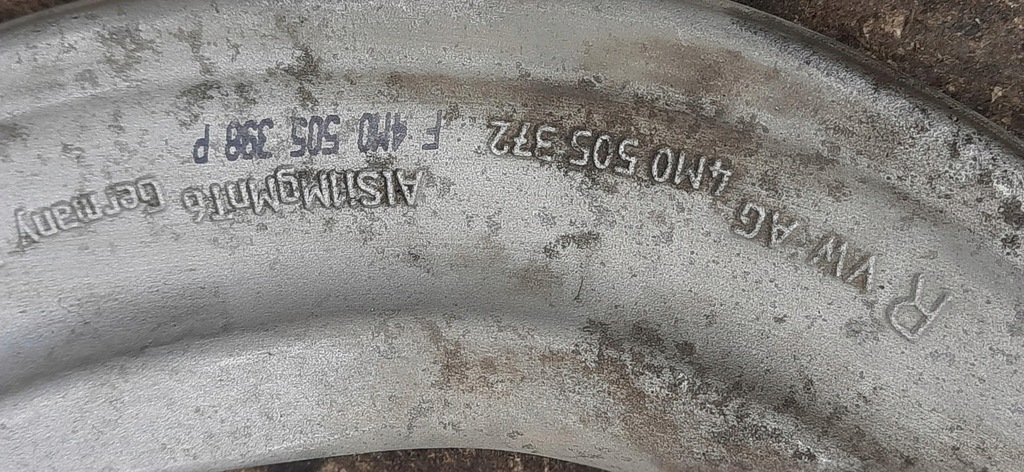 R VW AG 4M0 505 372
AlSi1MgMnT6 Germany
F 4M0 505 398 P